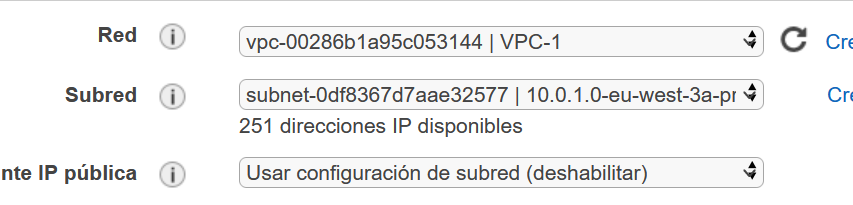 Red vpc-00286b1a95c053144 | VPC-1 Cre
Subred subnet-0df8367d7aae32577 | 10.0.1.0-eu-west-3a-pr Cre
251 direcciones IP disponibles
nte IP pública Usar configuración de subred (deshabilitar)